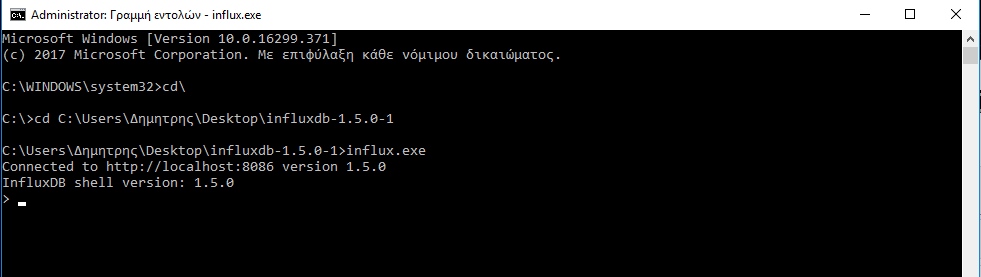 Administrator: Γραμμή εντολών - influx.exe
Microsoft Windows [Version 10.0.16299.371]
(c) 2017 Microsoft Corporation. Με επιφύλαξη κάθε νόμιμου δικαιώματος.
C:\WINDOWS\system32>cd\
C:\>cd C:\Users\Δημητρης\Desktop\influxdb-1.5.0-1
C:\Users\Δημητρης\Desktop\influxdb-1.5.0-1>influx.exe
Connected to http://localhost:8086 version 1.5.0
InfluxDB shell version: 1.5.0
>